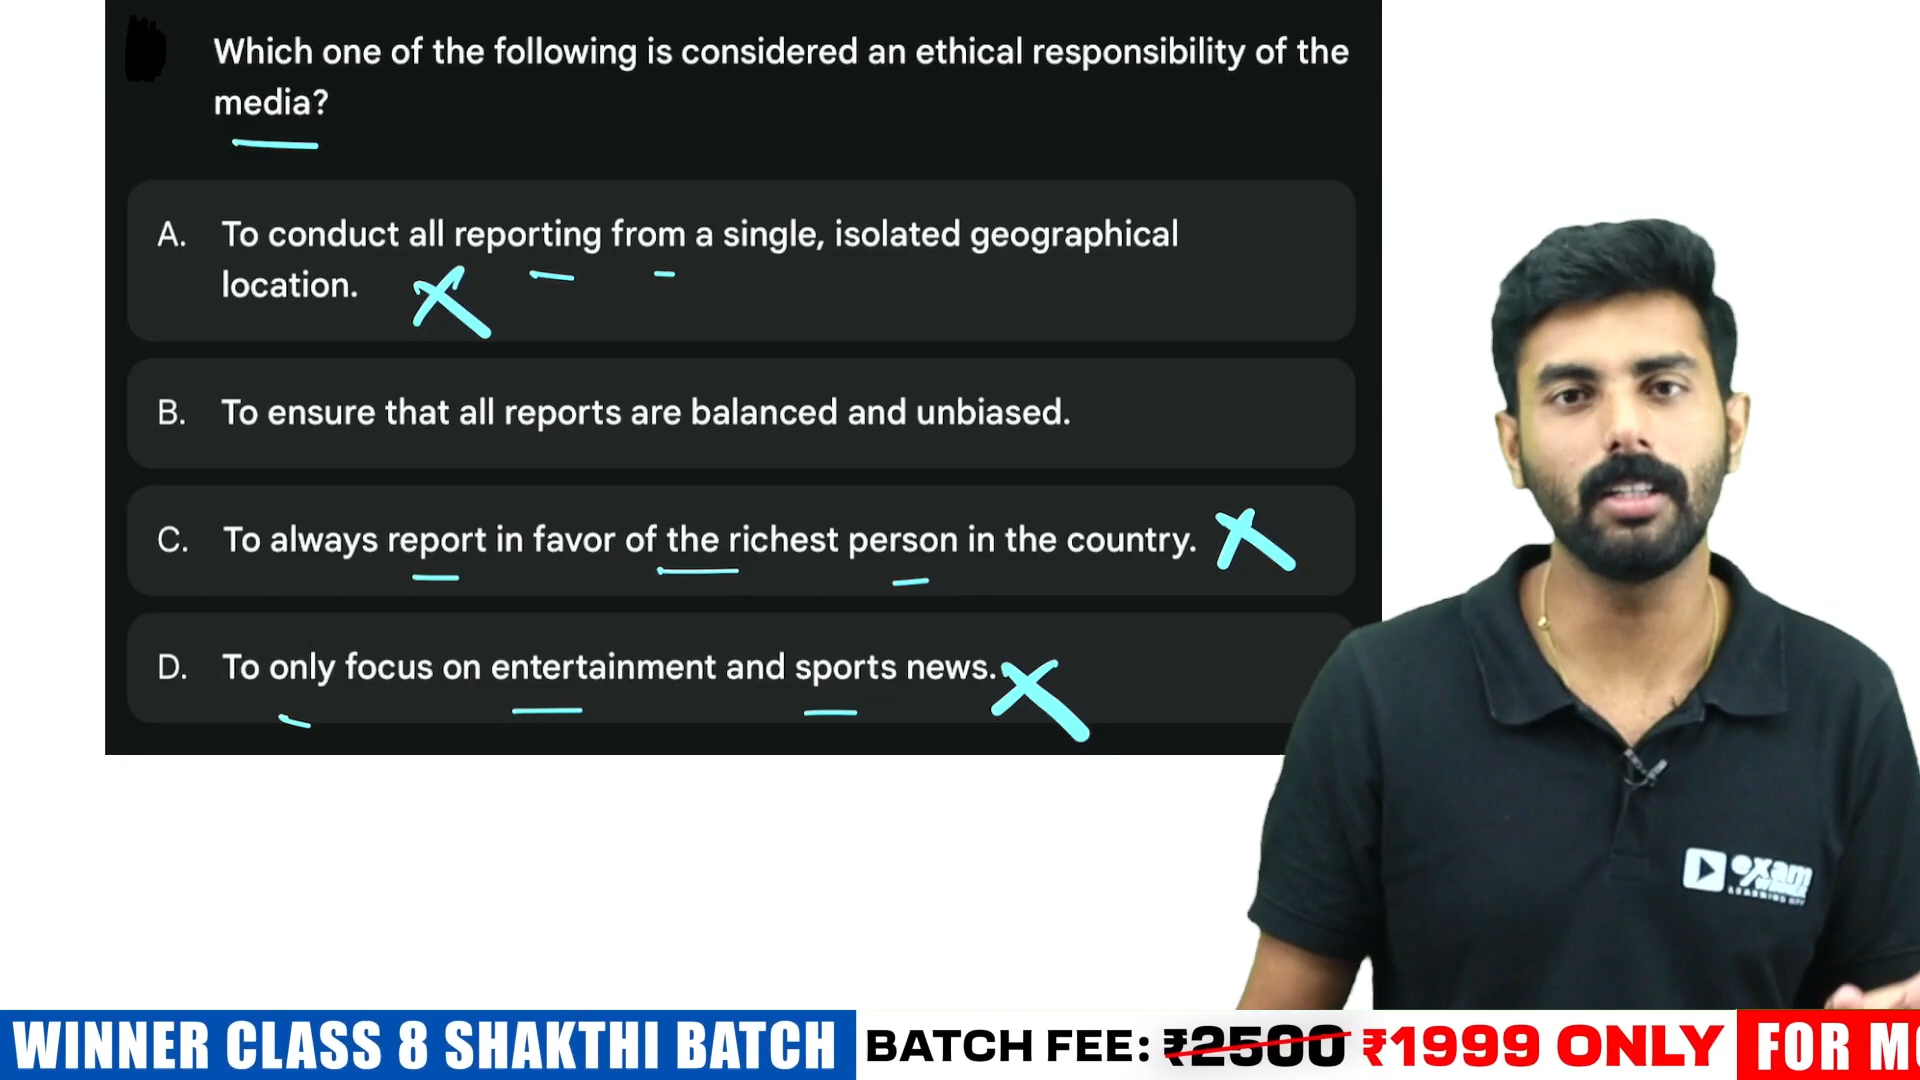 Which one of the following is considered an ethical responsibility of the
media?
A. To conduct all reporting from a single, isolated geographical
location.
B. To ensure that all reports are balanced and unbiased.
C. To always report in favor of the richest person in the country.
D. To only focus on entertainment and sports news.
exam
WINNER
WINNER CLASS 8 SHAKTHI BATCH BATCH FEE: ₹2500 ₹1999 ONLY FOR